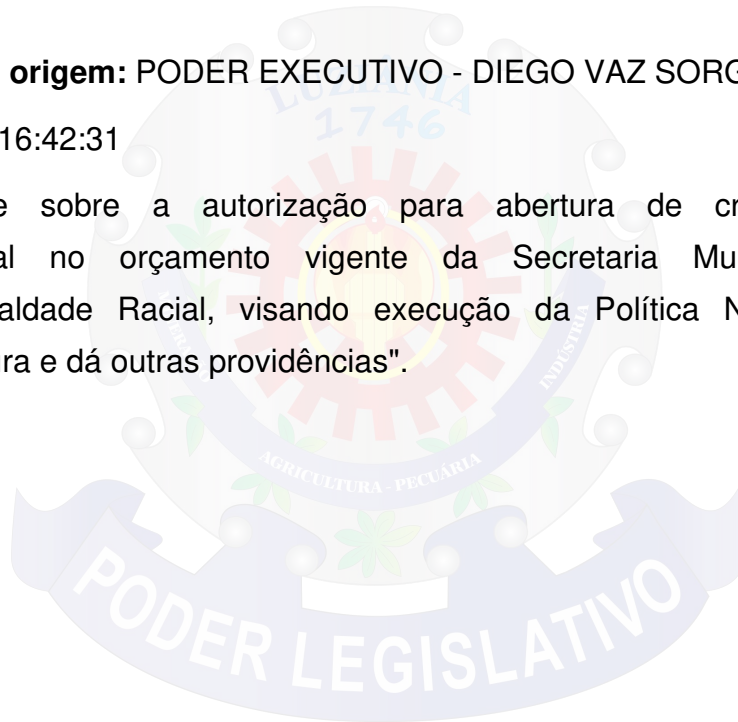 origem: PODER EXECUTIVO - DIEGO VAZ SORG
16:42:31
e sobre a autorização para abertura de cr
al no orçamento vigente da Secretaria Mu
aldade Racial, visando execução da Política N
ra e dá outras providências".
LUZIÂNIA
1746
INDÚSTRIA
AGRICULTURA - PECUÁRIA
PODER LEGISLATIVO